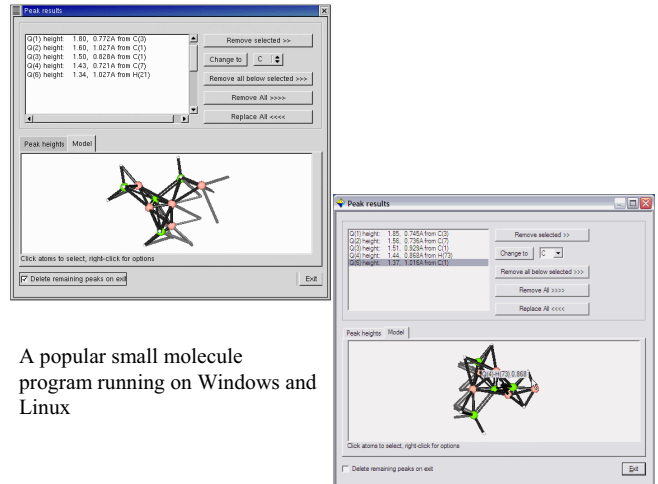 Peak results
Q(1) height: 1.80, 0.772A from C(3)
Q(2) height: 1.60, 1.027A from C(1)
Q(3) height: 1.50, 0.828A from C(1)
Q(4) height: 1.43, 0.721A from C(7)
Q(6) height: 1.34, 1.027A from H(21)
Remove selected >>
Change to C
Remove all below selected >>>
Remove All >>>>
Replace All <<<<
Peak heights Model
Click atoms to select, right-click for options
Delete remaining peaks on exit
Exit
A popular small molecule
program running on Windows and
Linux
Peak results
Q(1) height: 1.85, 0.745A from C(3)
Q(2) height: 1.56, 0.736A from C(7)
Q(3) height: 1.51, 0.929A from C(1)
Q(4) height: 1.44, 0.868A from H(73)
Q(6) height: 1.37, 1.016A from C(1)
Remove selected >>
Change to C
Remove all below selected >>>
Remove All >>>>
Replace All <<<<
Peak heights Model
Q(4)-H(73) 0.868
Click atoms to select, right-click for options
Delete remaining peaks on exit
Exit